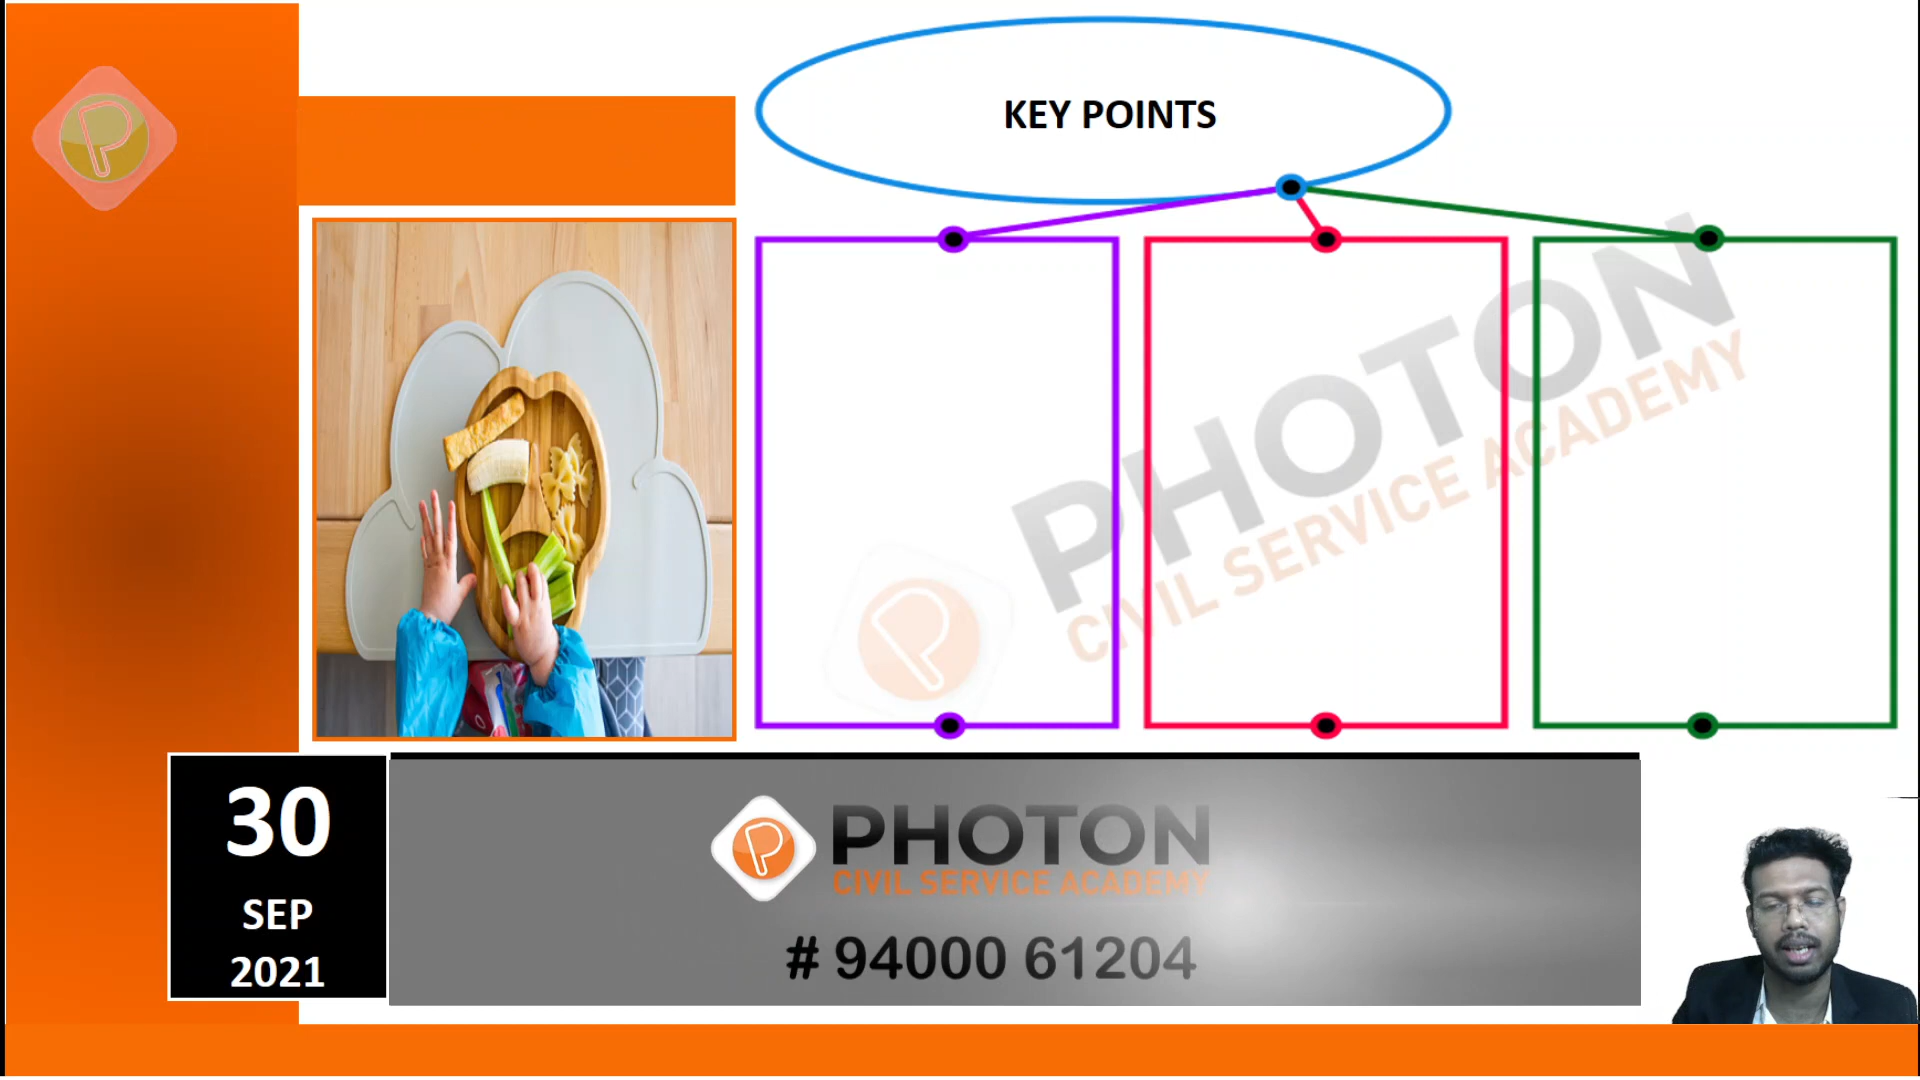 KEY POINTS
PHOTON
CIVIL SERVICE ACADEMY
30
SEP
2021
PHOTON
CIVIL SERVICE ACADEMY
# 94000 61204